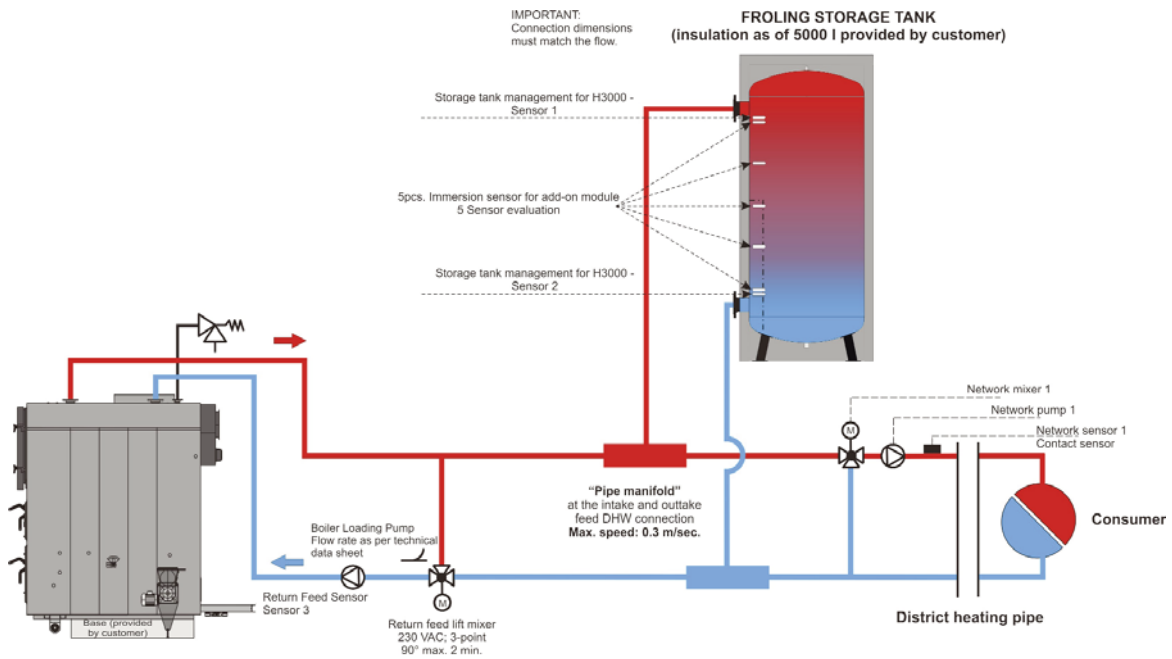 IMPORTANT:
Connection dimensions
must match the flow.
FROLING STORAGE TANK
(insulation as of 5000 l provided by customer)
Storage tank management for H3000 -
Sensor 1
5pcs. Immersion sensor for add-on module
5 Sensor evaluation
Storage tank management for H3000 -
Sensor 2
Network mixer 1
Network pump 1
Network sensor 1
Contact sensor
M
"Pipe manifold"
at the intake and outtake
feed DHW connection
Max. speed: 0.3 m/sec.
Consumer
Boiler Loading Pump
Flow rate as per technical
data sheet
Return Feed Sensor
Sensor 3
M
Return feed lift mixer
230 VAC; 3-point
90° max. 2 min.
District heating pipe
Base (provided
by customer)